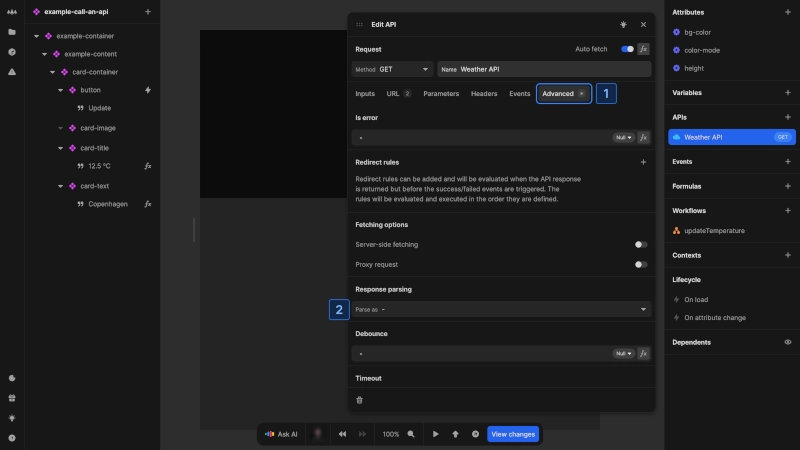 example-call-an-api
example-container
example-content
card-container
button
Update
card-image
card-title
12.5 °C
fx
card-text
Copenhagen
fx
Edit API
Request
Auto fetch
fx
Method GET
Name Weather API
Inputs URL 2 Parameters Headers Events Advanced
1
Is error
Null
fx
Redirect rules
Redirect rules can be added and will be evaluated when the API response
is returned but before the success/failed events are triggered. The
rules will be evaluated and executed in the order they are defined.
Fetching options
Server-side fetching
Proxy request
Response parsing
2
Parse as -
Debounce
Null
fx
Timeout
Ask AI
100%
View changes
Attributes
bg-color
color-mode
height
Variables
APIs
Weather API GET
Events
Formulas
Workflows
updateTemperature
Contexts
Lifecycle
On load
On attribute change
Dependents